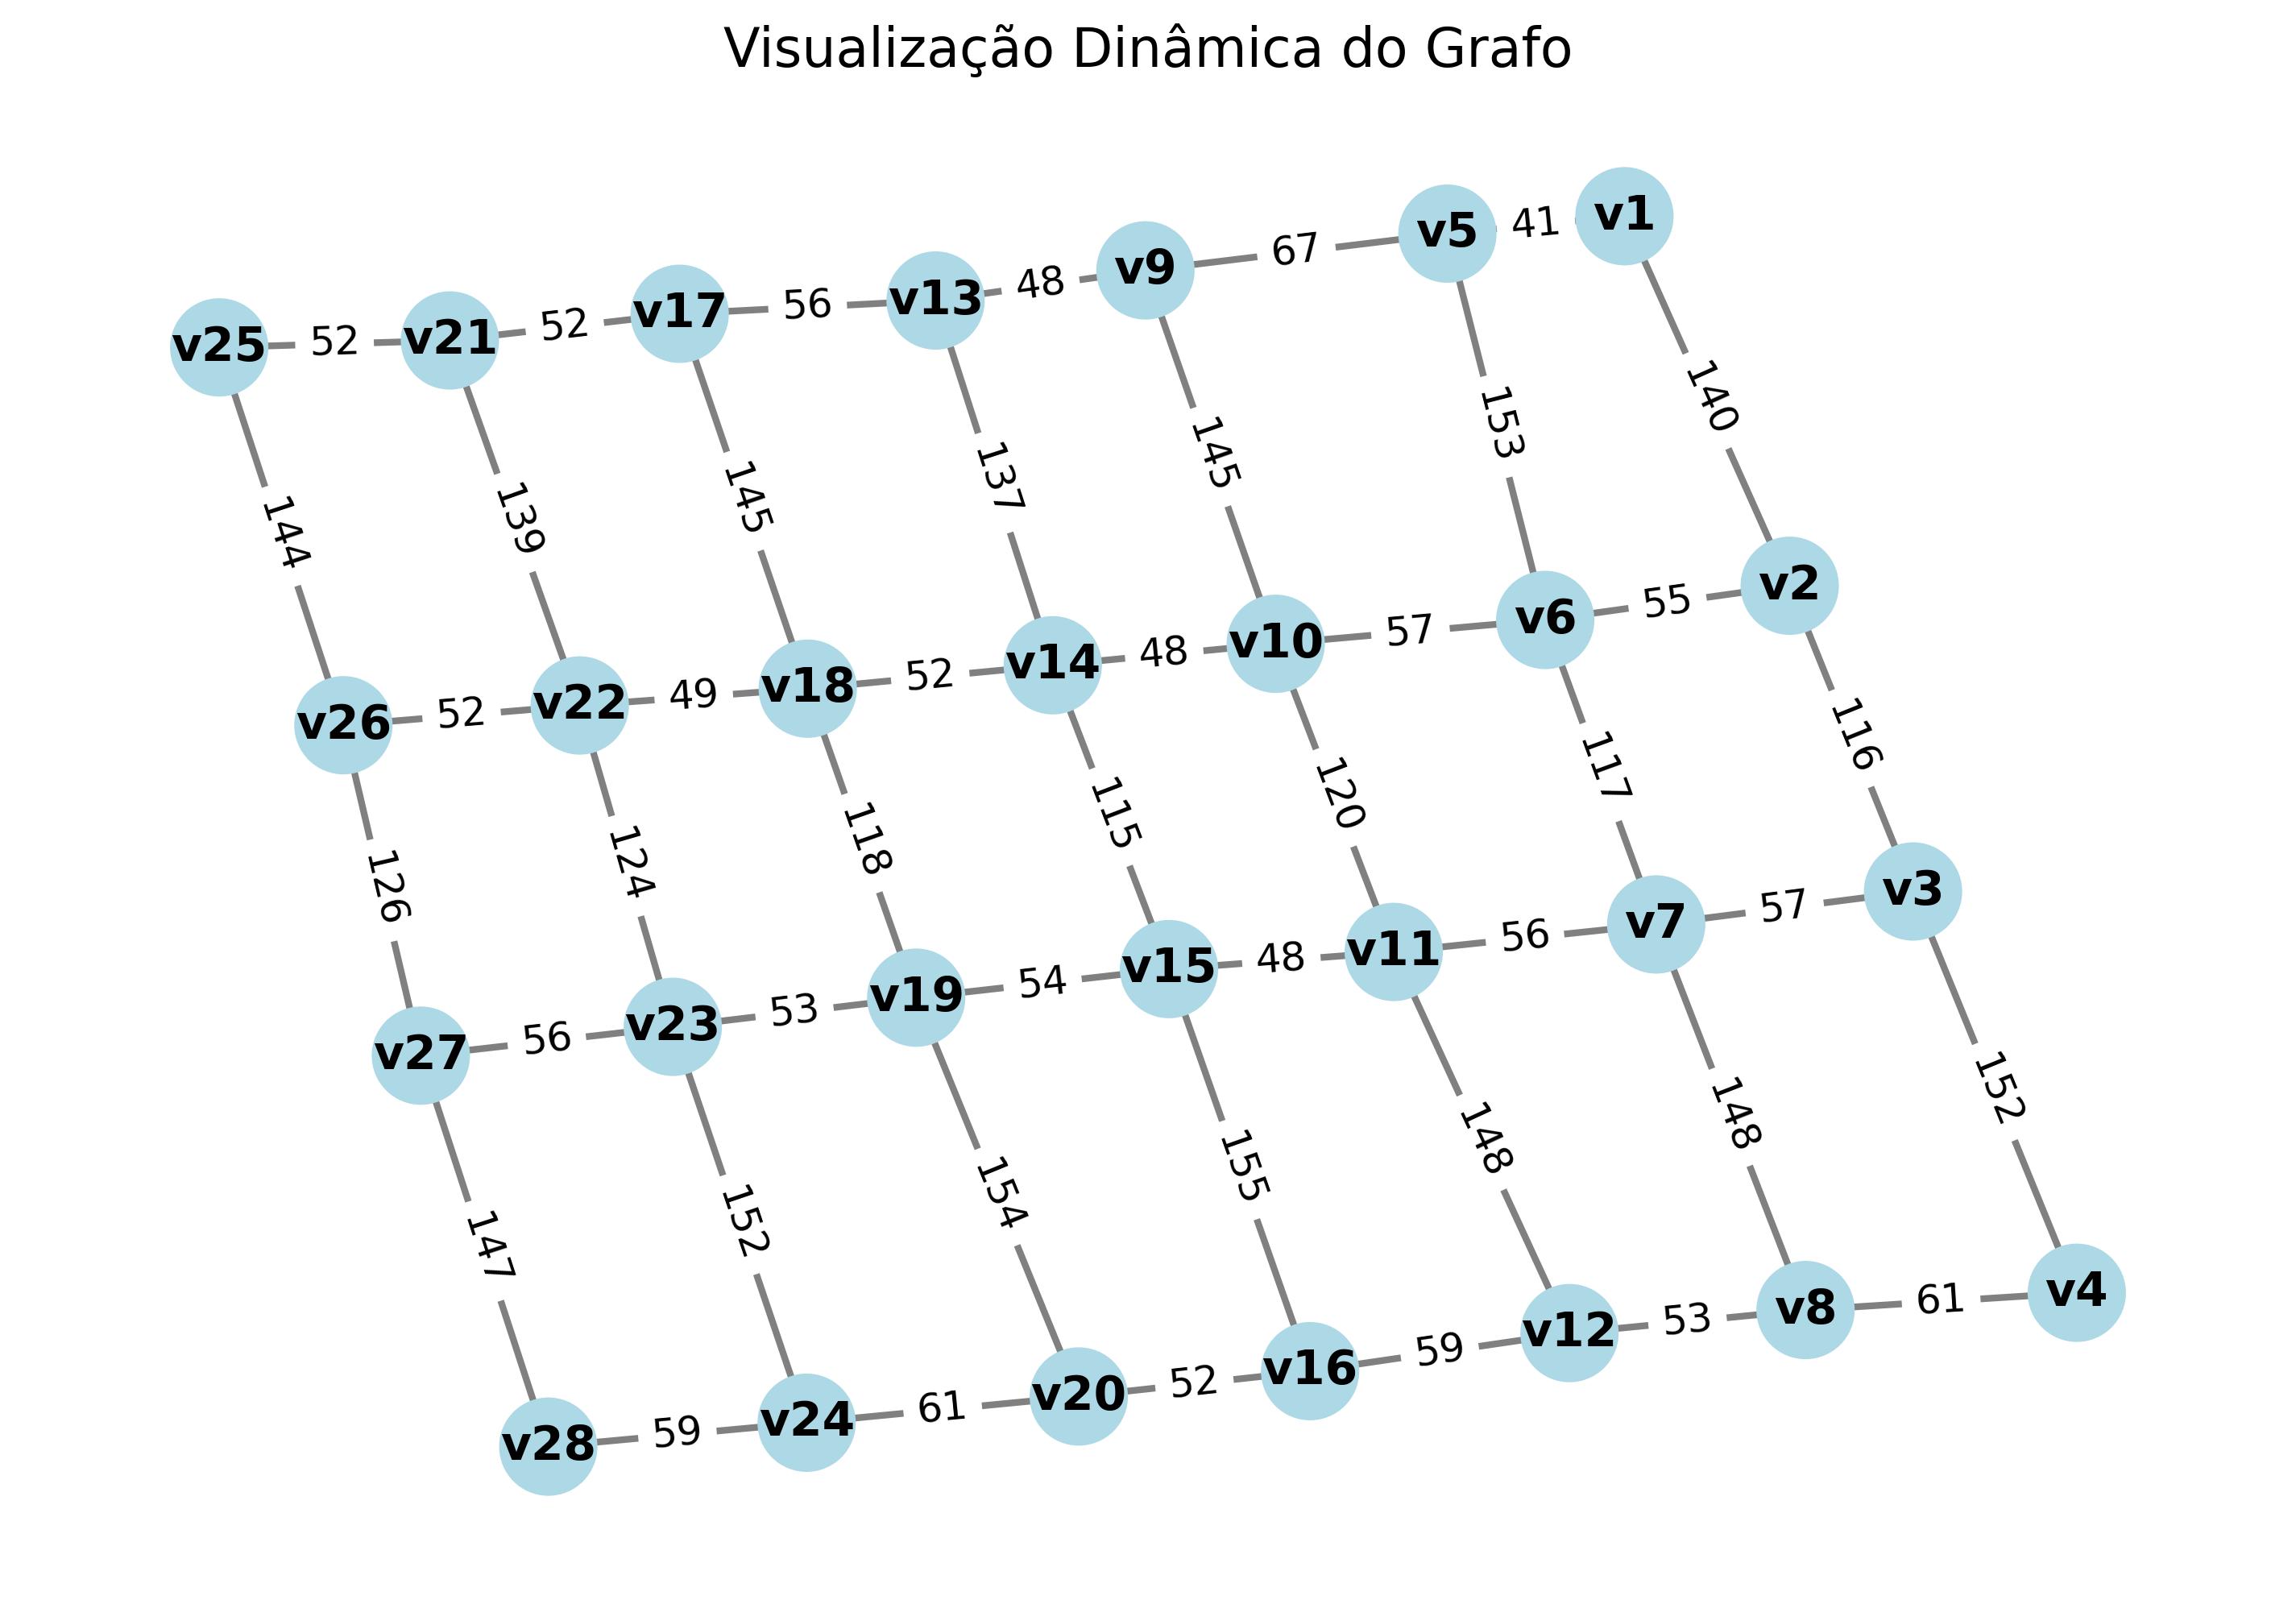 Visualização Dinâmica do Grafo
v25 52 v21 52 v17 56 v13 48 v9 67 v5 41 v1
144 139 145 137 145 153 140
v26 52 v22 49 v18 52 v14 48 v10 57 v6 55 v2
126 124 118 115 120 117 116
v27 56 v23 53 v19 54 v15 48 v11 56 v7 57 v3
147 152 154 155 148 148 152
v28 59 v24 61 v20 52 v16 59 v12 53 v8 61 v4